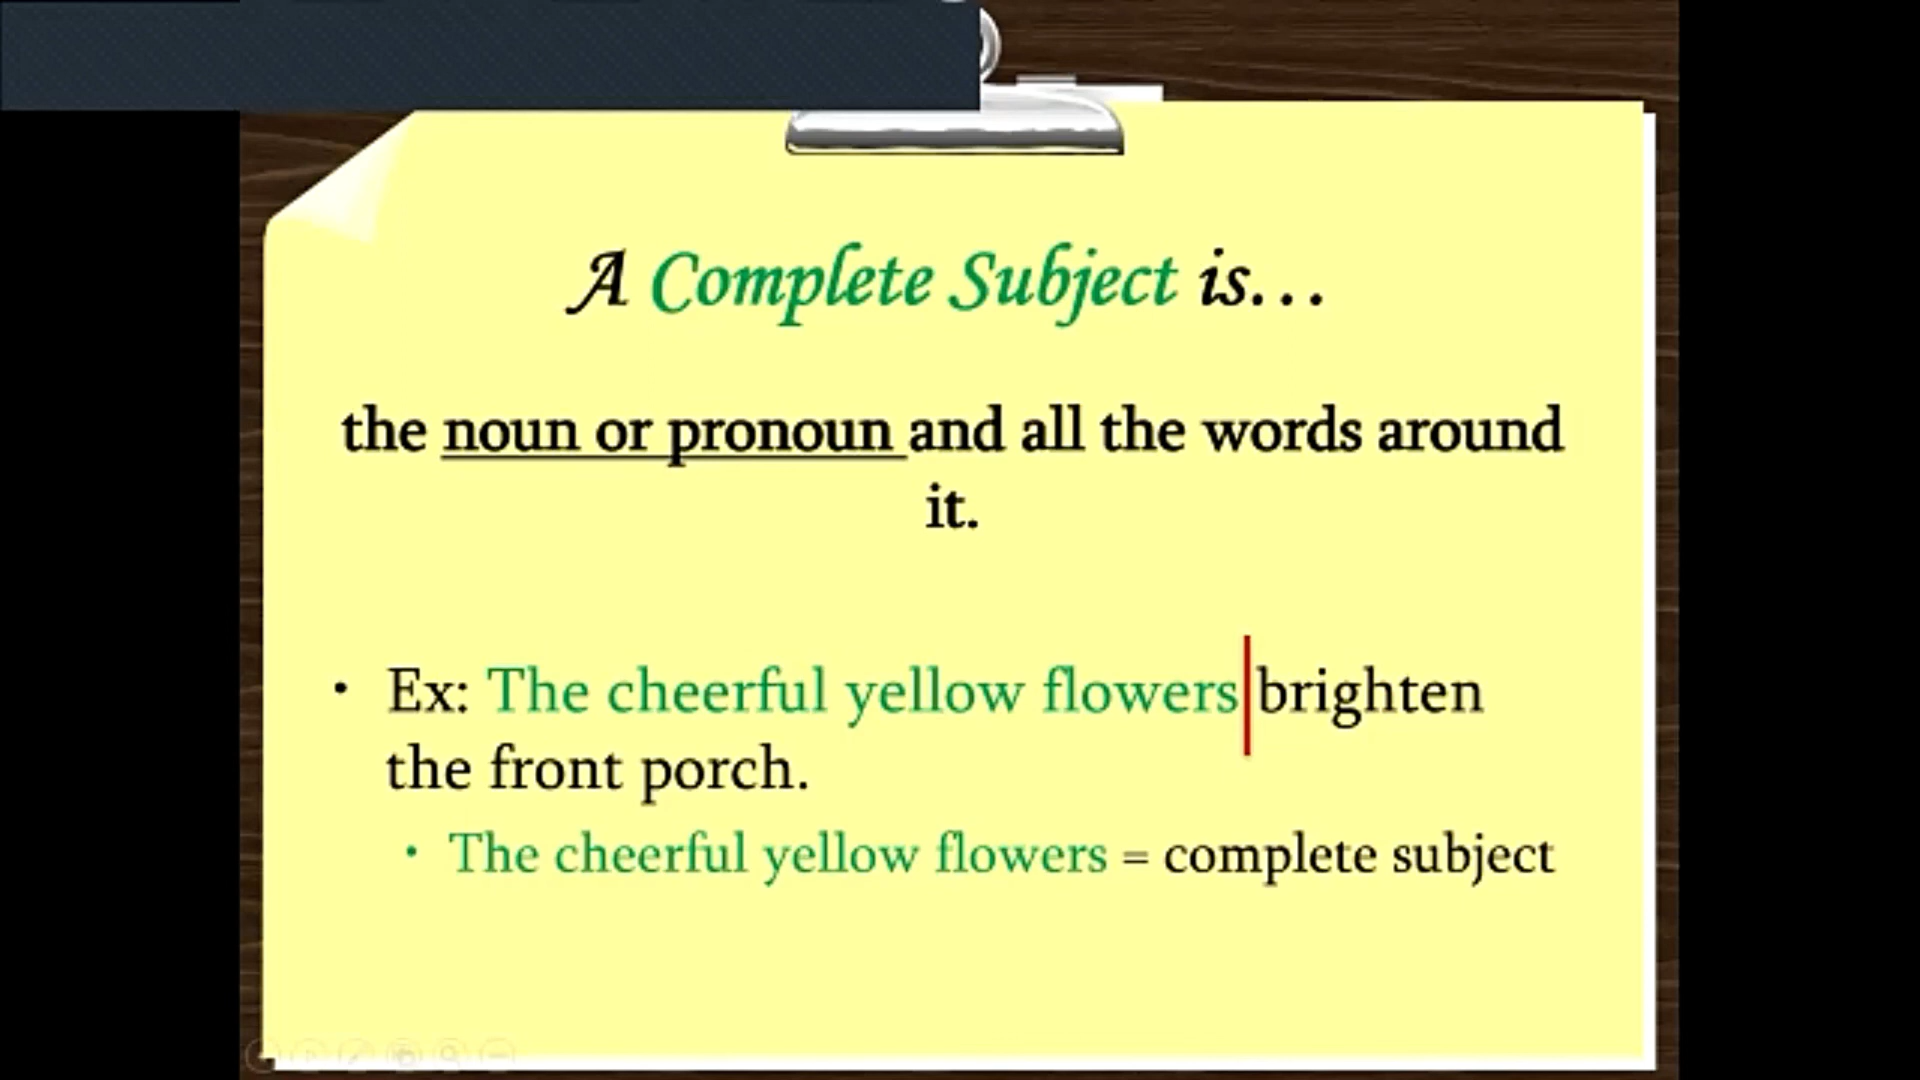 A Complete Subject is…
the noun or pronoun and all the words around
it.
• Ex: The cheerful yellow flowers brighten
the front porch.
• The cheerful yellow flowers = complete subject